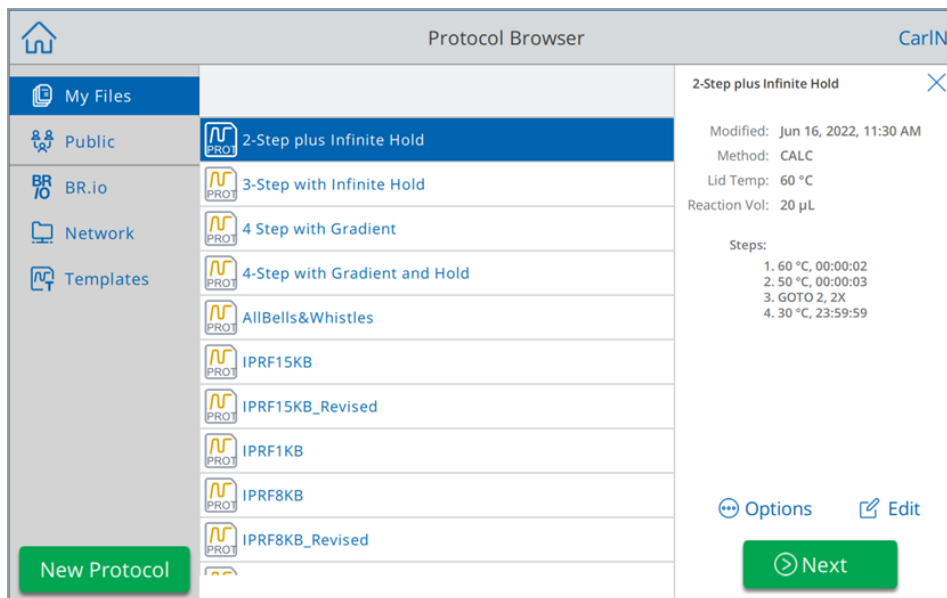 Protocol Browser
CarlN
My Files
Public
BR.io
Network
Templates
New Protocol
PROT 2-Step plus Infinite Hold
PROT 3-Step with Infinite Hold
PROT 4 Step with Gradient
PROT 4-Step with Gradient and Hold
PROT AllBells&Whistles
PROT IPRF15KB
PROT IPRF15KB_Revised
PROT IPRF1KB
PROT IPRF8KB
PROT IPRF8KB_Revised
2-Step plus Infinite Hold
Modified: Jun 16, 2022, 11:30 AM
Method: CALC
Lid Temp: 60 °C
Reaction Vol: 20 µL
Steps:
1. 60 °C, 00:00:02
2. 50 °C, 00:00:03
3. GOTO 2, 2X
4. 30 °C, 23:59:59
Options
Edit
Next